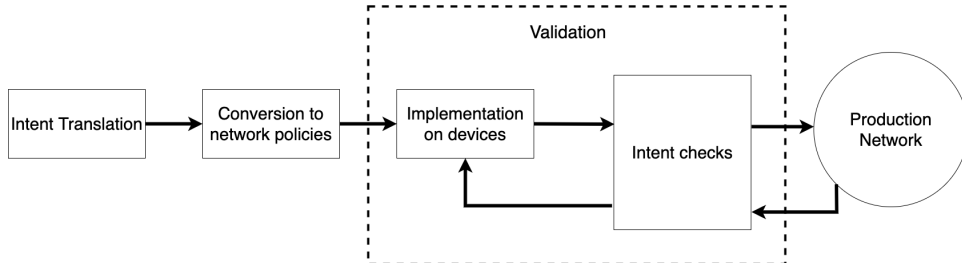 Validation
Intent Translation
Conversion to
network policies
Implementation
on devices
Intent checks
Production
Network